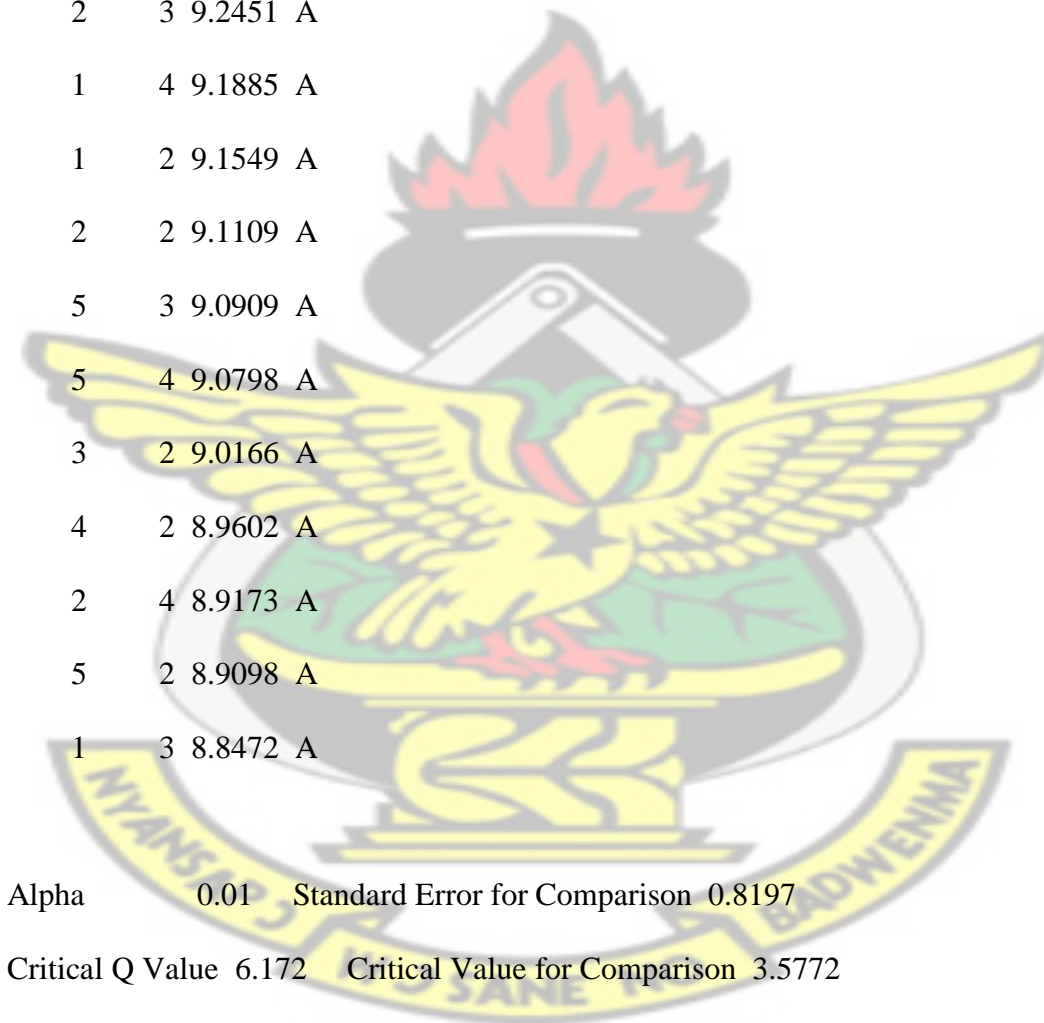 2 3 9.2451 A
1 4 9.1885 A
1 2 9.1549 A
2 2 9.1109 A
5 3 9.0909 A
5 4 9.0798 A
3 2 9.0166 A
4 2 8.9602 A
2 4 8.9173 A
5 2 8.9098 A
1 3 8.8472 A
NYANSAPƆ BADWENMA
Alpha 0.01 Standard Error for Comparison 0.8197
Critical Q Value 6.172 Critical Value for Comparison 3.5772
SANE